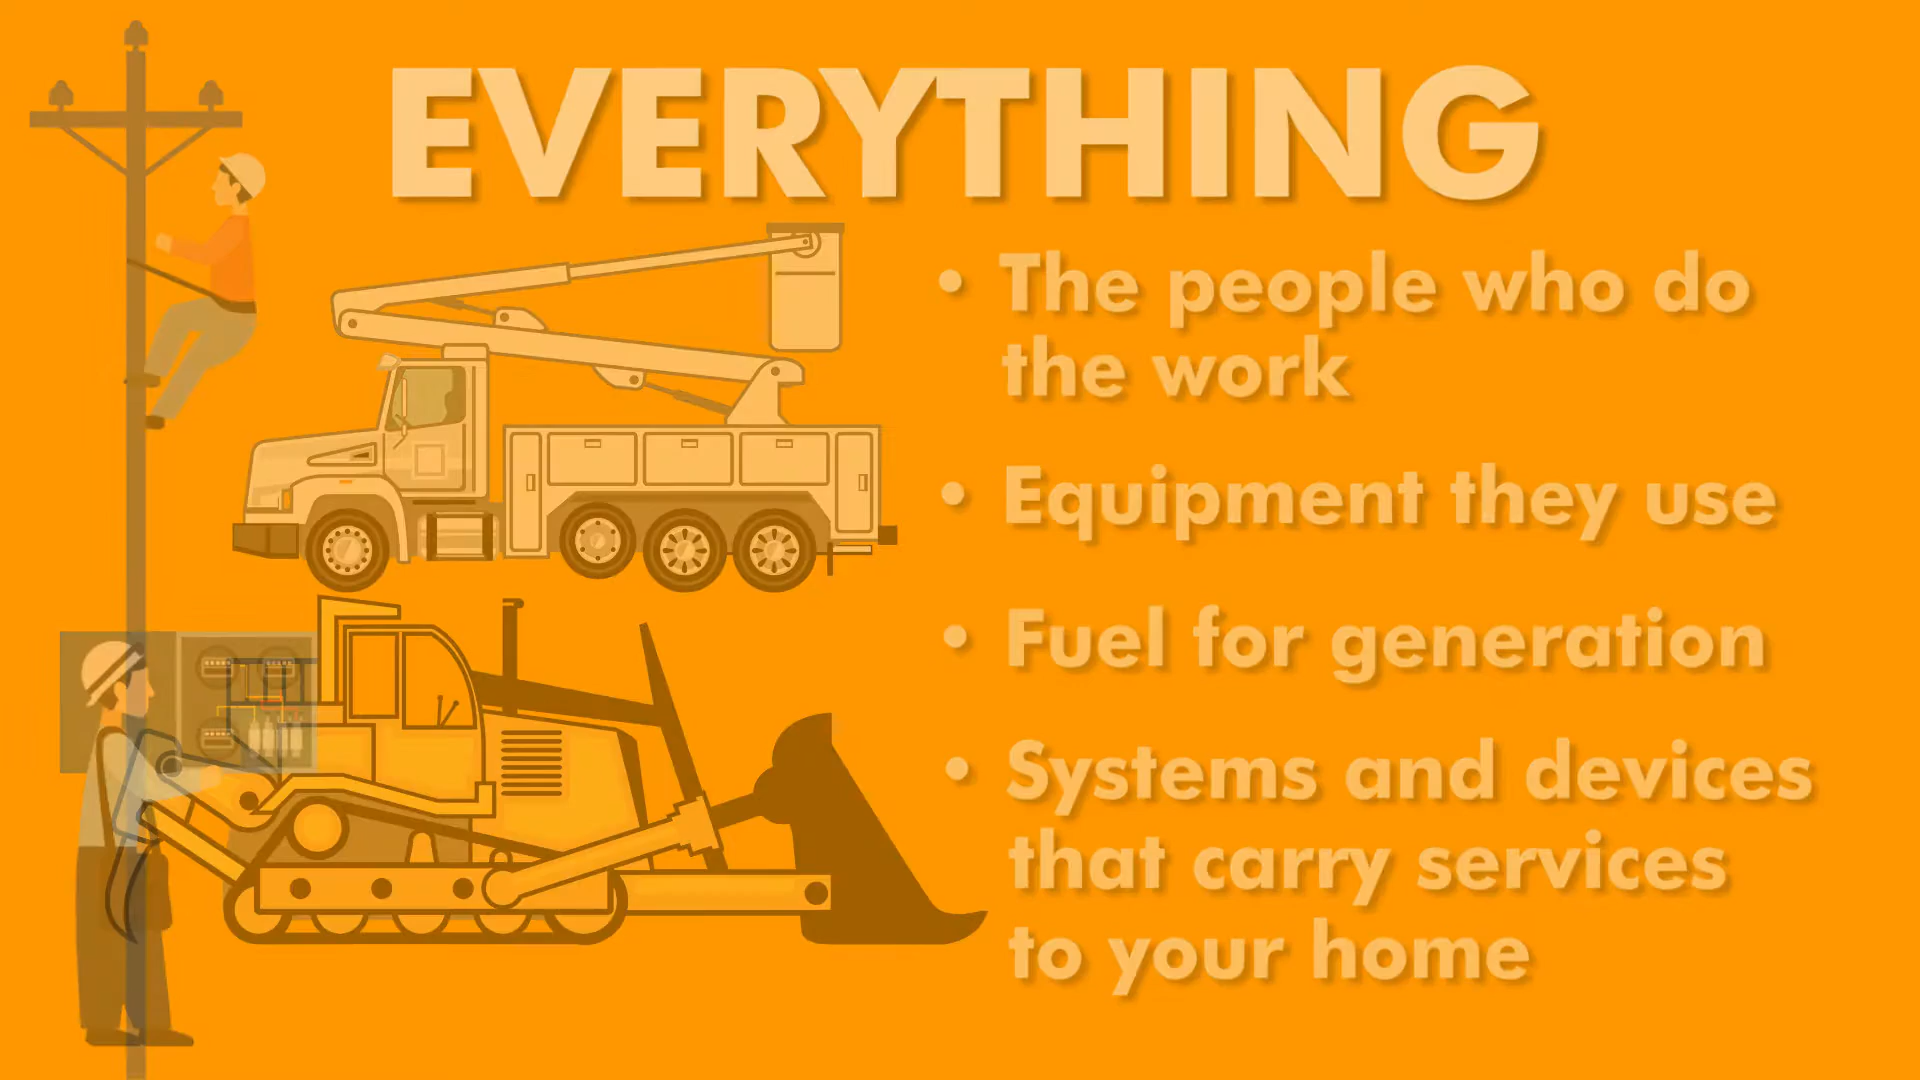 EVERYTHING
• The people who do
the work
• Equipment they use
• Fuel for generation
• Systems and devices
that carry services
to your home